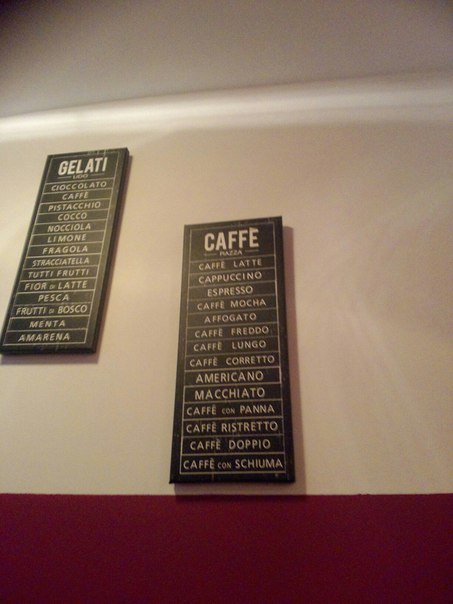 GELATI
LIDO
CIOCCOLATO
CAFFÈ
PISTACCHIO
COCCO
NOCCIOLA
LIMONE
FRAGOLA
STRACCIATELLA
TUTTI FRUTTI
FIOR DI LATTE
PESCA
FRUTTI DI BOSCO
MENTA
AMARENA
CAFFÈ
PIAZZA
CAFFÈ LATTE
CAPPUCCINO
ESPRESSO
CAFFÈ MOCHA
AFFOGATO
CAFFÈ FREDDO
CAFFÈ LUNGO
CAFFÈ CORRETTO
AMERICANO
MACCHIATO
CAFFÈ CON PANNA
CAFFÈ RISTRETTO
CAFFÈ DOPPIO
CAFFÈ CON SCHIUMA